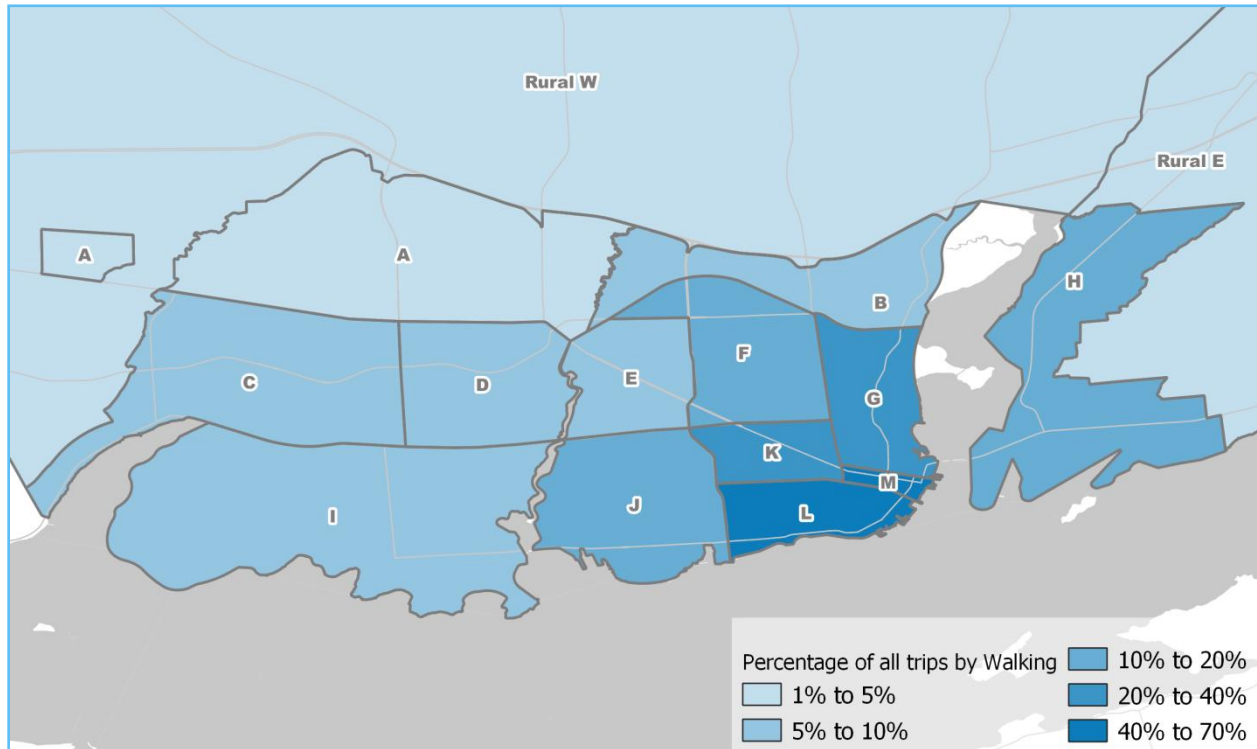 Rural W
Rural E
A
A
H
B
F
C
D
E
G
K
M
J
L
I
Percentage of all trips by Walking
1% to 5%
5% to 10%
10% to 20%
20% to 40%
40% to 70%